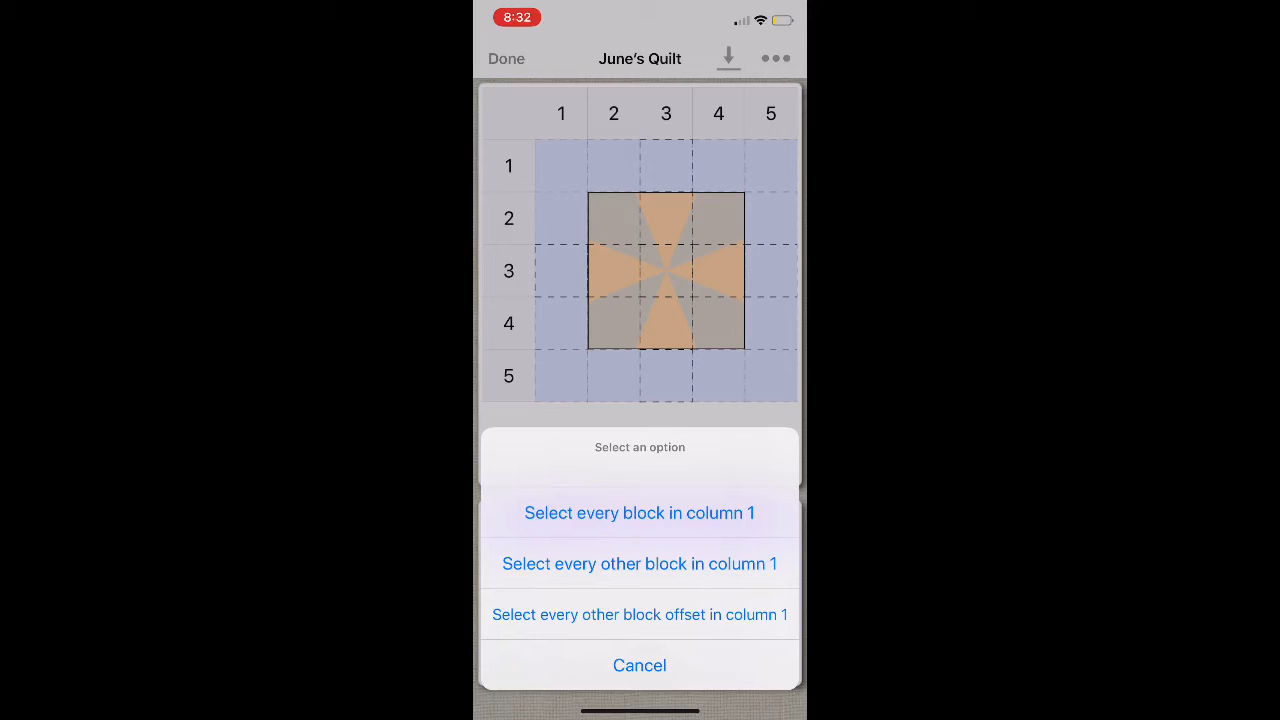 8:32
Done June’s Quilt
1 2 3 4 5
1
2
3
4
5
Select an option
Select every block in column 1
Select every other block in column 1
Select every other block offset in column 1
Cancel